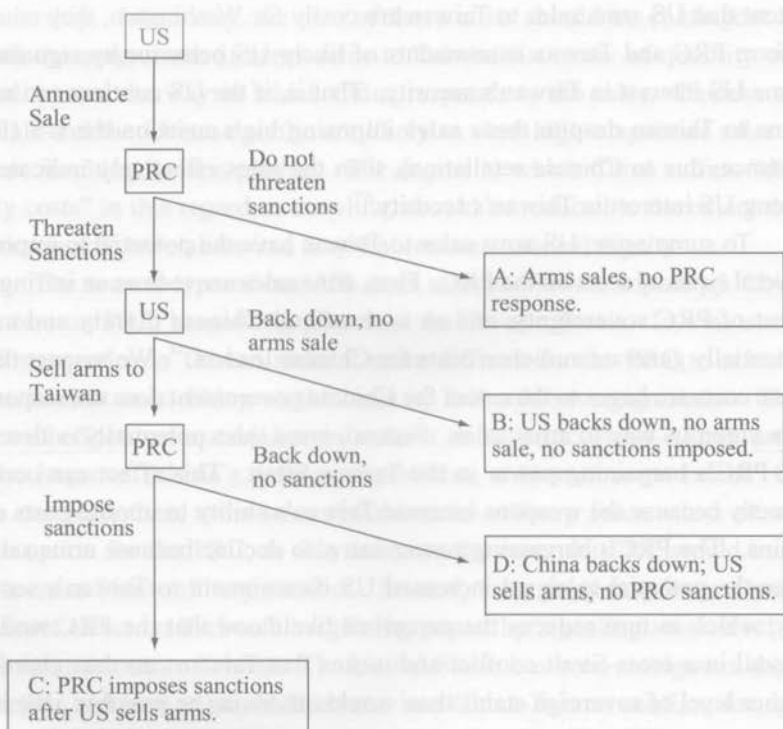 US
Announce
Sale
PRC
Do not
threaten
sanctions
Threaten
Sanctions
A: Arms sales, no PRC
response.
US
Back down, no
arms sale
Sell arms to
Taiwan
B: US backs down, no arms
sale, no sanctions imposed.
PRC
Back down,
no sanctions
Impose
sanctions
D: China backs down; US
sells arms, no PRC sanctions.
C: PRC imposes sanctions
after US sells arms.